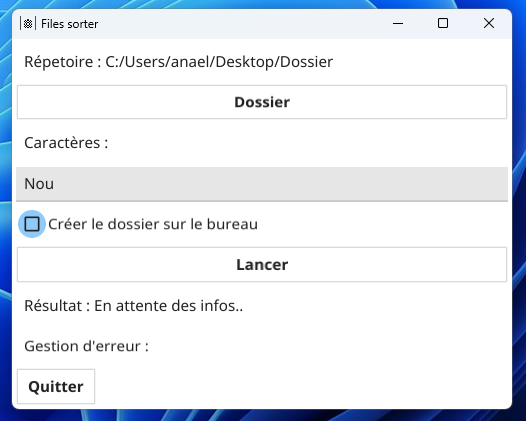 Files sorter
Répetoire : C:/Users/anael/Desktop/Dossier
Dossier
Caractères :
Nou
Créer le dossier sur le bureau
Lancer
Résultat : En attente des infos..
Gestion d'erreur :
Quitter